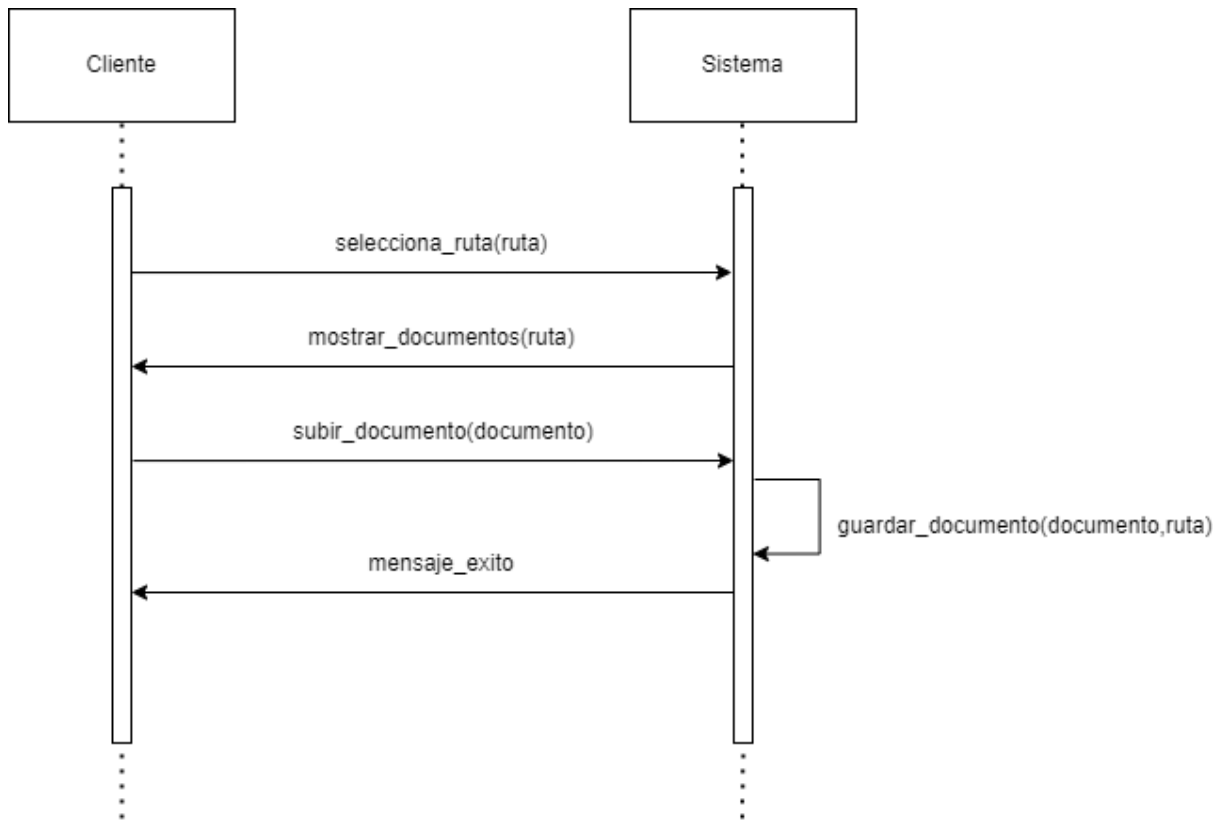 Cliente
Sistema
selecciona_ruta(ruta)
mostrar_documentos(ruta)
subir_documento(documento)
guardar_documento(documento,ruta)
mensaje_exito